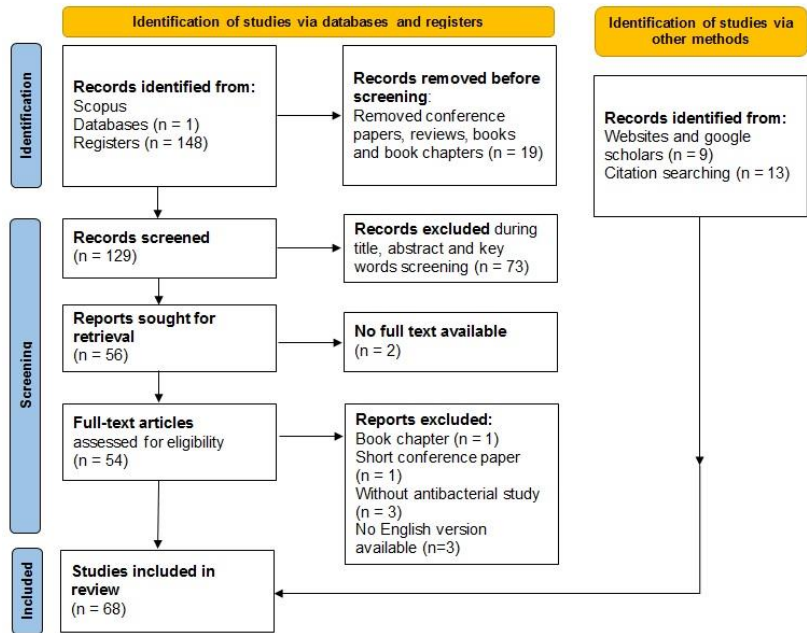 Identification of studies via databases and registers
Identification of studies via
other methods
Identification
Records identified from:
Scopus
Databases (n = 1)
Registers (n = 148)
Records removed before
screening:
Removed conference
papers, reviews, books
and book chapters (n = 19)
Records identified from:
Websites and google
scholars (n = 9)
Citation searching (n = 13)
Screening
Records screened
(n = 129)
Records excluded during
title, abstract and key
words screening (n = 73)
Reports sought for
retrieval
(n = 56)
No full text available
(n = 2)
Full-text articles
assessed for eligibility
(n = 54)
Reports excluded:
Book chapter (n = 1)
Short conference paper
(n = 1)
Without antibacterial study
(n = 3)
No English version
available (n=3)
Included
Studies included in
review
(n = 68)